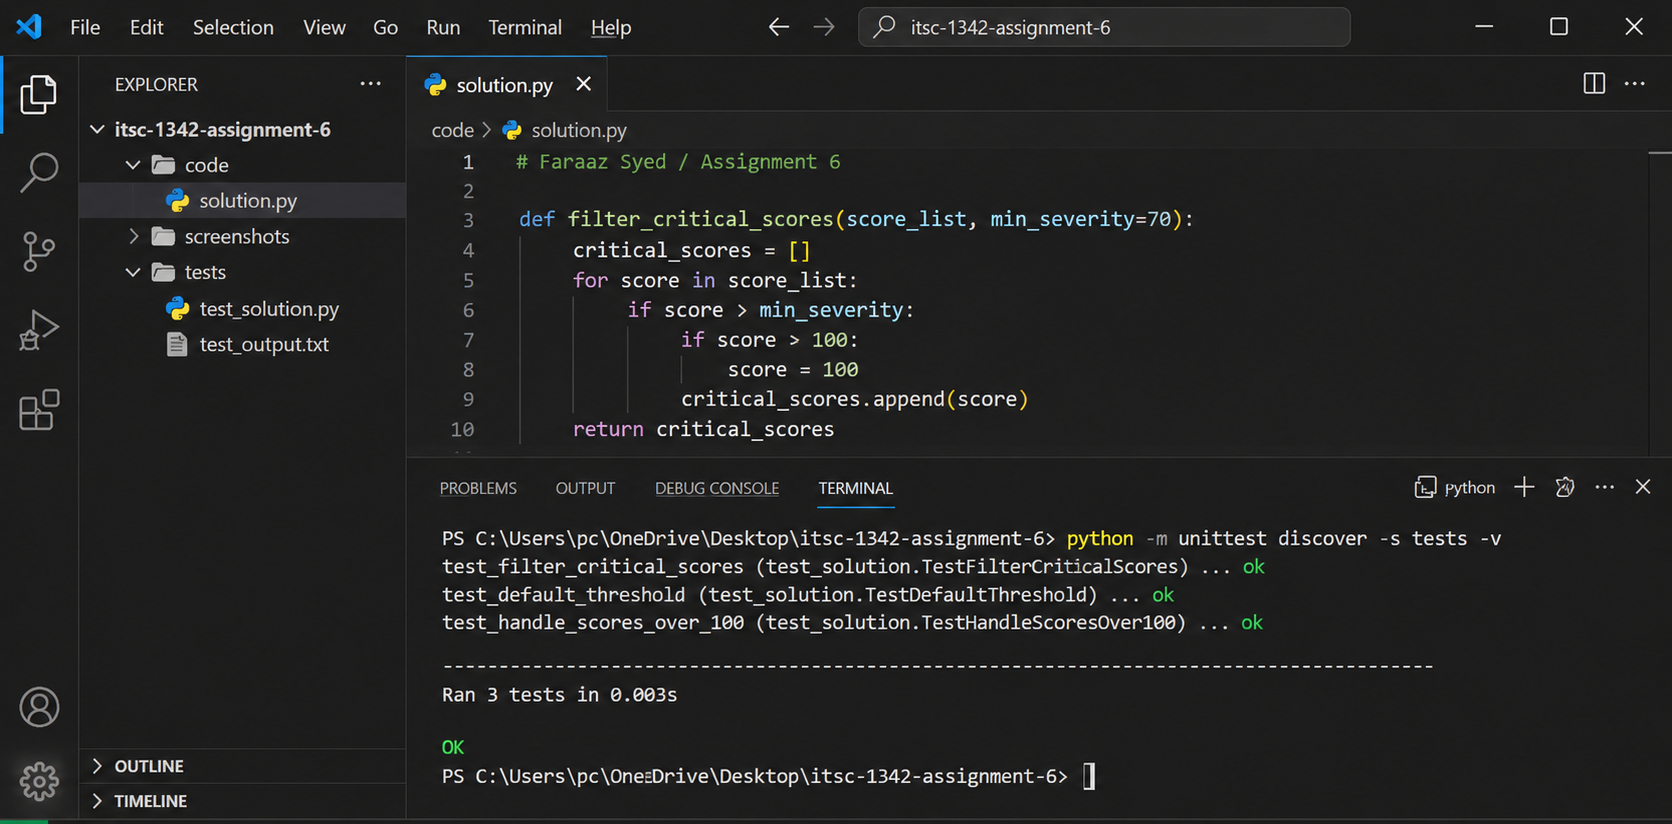 File Edit Selection View Go Run Terminal Help
itsc-1342-assignment-6
EXPLORER
itsc-1342-assignment-6
code
solution.py
screenshots
tests
test_solution.py
test_output.txt
OUTLINE
TIMELINE
solution.py
code > solution.py
1 # Faraaz Syed / Assignment 6
2
3 def filter_critical_scores(score_list, min_severity=70):
4 critical_scores = []
5 for score in score_list:
6 if score > min_severity:
7 if score > 100:
8 score = 100
9 critical_scores.append(score)
10 return critical_scores
PROBLEMS OUTPUT DEBUG CONSOLE TERMINAL
Python
PS C:\Users\pc\OneDrive\Desktop\itsc-1342-assignment-6> python -m unittest discover -s tests -v
test_filter_critical_scores (test_solution.TestFilterCriticalScores) ... ok
test_default_threshold (test_solution.TestDefaultThreshold) ... ok
test_handle_scores_over_100 (test_solution.TestHandleScoresOver100) ... ok
----------------------------------------------------------------------------------------
Ran 3 tests in 0.003s
OK
PS C:\Users\pc\OneDrive\Desktop\itsc-1342-assignment-6>